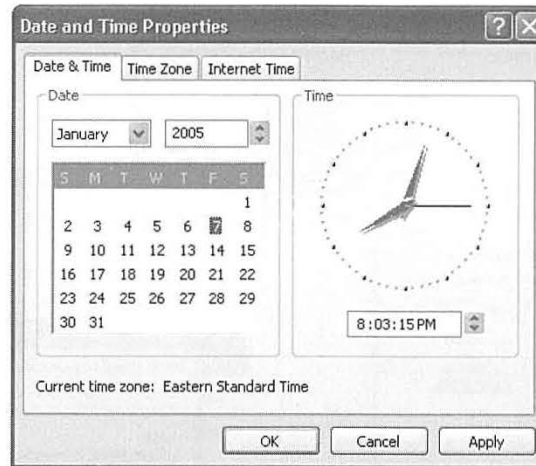 Date and Time Properties
Date & Time Time Zone Internet Time
Date
Time
January 2005
S M T W T F S
1
2 3 4 5 6 7 8
9 10 11 12 13 14 15
16 17 18 19 20 21 22
23 24 25 26 27 28 29
30 31
8:03:15 PM
Current time zone: Eastern Standard Time
OK Cancel Apply